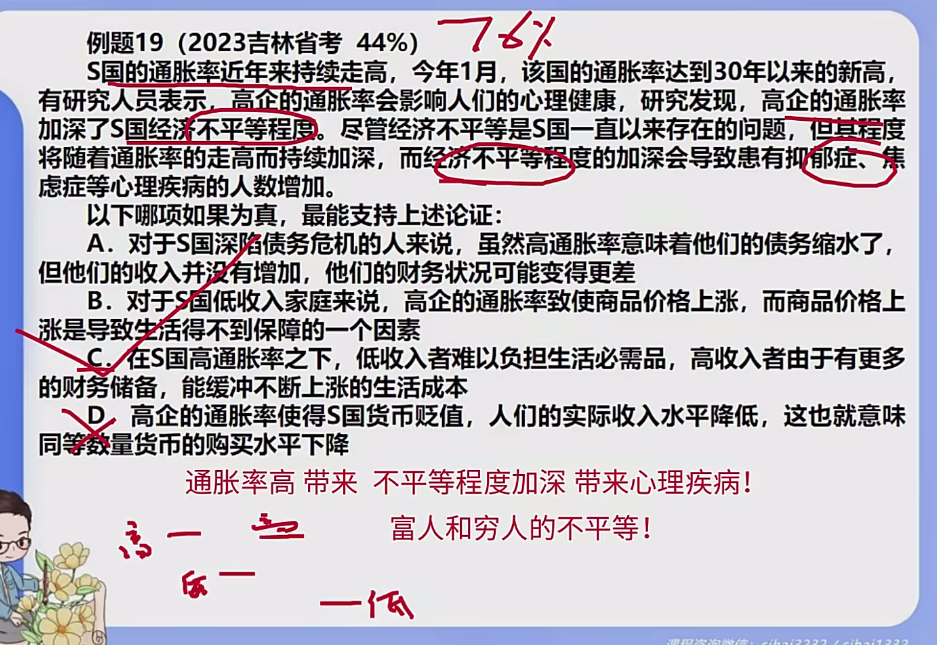 例题19（2023吉林省考 44%）
76%
S国的通胀率近年来持续走高，今年1月，该国的通胀率达到30年以来的新高，
有研究人员表示，高企的通胀率会影响人们的心理健康，研究发现，高企的通胀率
加深了S国经济不平等程度。尽管经济不平等是S国一直以来存在的问题，但其程度
将随着通胀率的走高而持续加深，而经济不平等程度的加深会导致患有抑郁症、焦
虑症等心理疾病的人数增加。
以下哪项如果为真，最能支持上述论证：
A．对于S国深陷债务危机的人来说，虽然高通胀率意味着他们的债务缩水了，
但他们的收入并没有增加，他们的财务状况可能变得更差
B．对于S国低收入家庭来说，高企的通胀率致使商品价格上涨，而商品价格上
涨是导致生活得不到保障的一个因素
C．在S国高通胀率之下，低收入者难以负担生活必需品，高收入者由于有更多
的财务储备，能缓冲不断上涨的生活成本
D．高企的通胀率使得S国货币贬值，人们的实际收入水平降低，这也就意味
同等数量货币的购买水平下降
通胀率高 带来 不平等程度加深 带来心理疾病！
富人和穷人的不平等！
高
低
课程咨询微信：sihai3232 / sihai1332